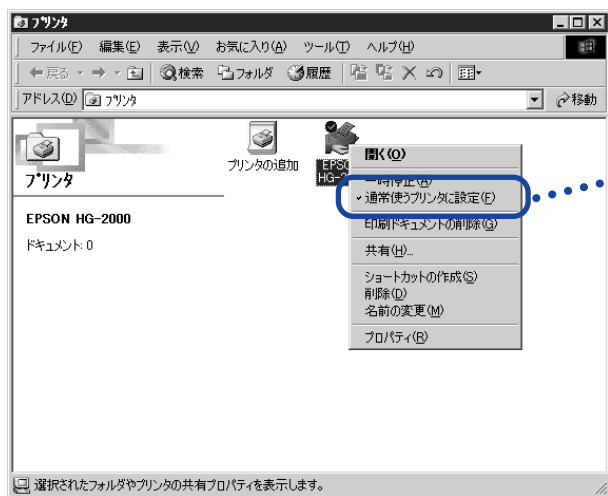 プリンタ
ファイル(F) 編集(E) 表示(V) お気に入り(A) ツール(T) ヘルプ(H)
戻る 検索 フォルダ 履歴
アドレス(D) プリンタ 移動
プリンタ
EPSON HG-2000
ドキュメント: 0
プリンタの追加
EPSO
HG-2
開く(O)
一時停止(A)
通常使うプリンタに設定(F)
印刷ドキュメントの削除(G)
共有(H)...
ショートカットの作成(S)
削除(D)
名前の変更(M)
プロパティ(R)
選択されたフォルダやプリンタの共有プロパティを表示します。